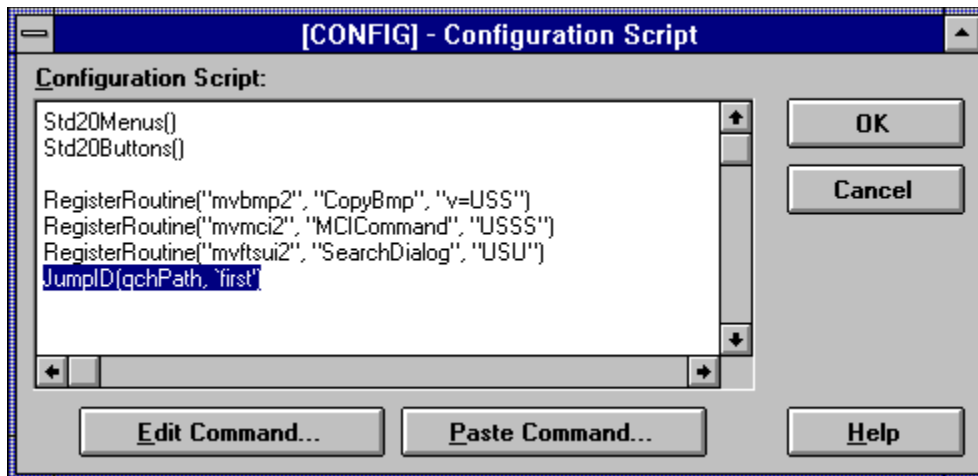 [CONFIG] - Configuration Script
Configuration Script:
Std20Menus()
Std20Buttons()
RegisterRoutine("mvbmp2", "CopyBmp", "v=USS")
RegisterRoutine("mvmci2", "MCICommand", "USSS")
RegisterRoutine("mvftsui2", "SearchDialog", "USU")
JumpID(qchPath, `first')
OK
Cancel
Edit Command...
Paste Command...
Help